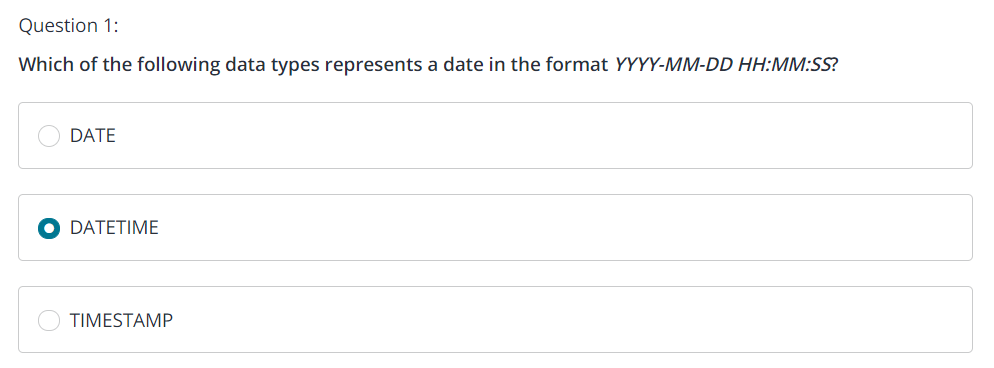 Question 1:
Which of the following data types represents a date in the format YYYY-MM-DD HH:MM:SS?
DATE
DATETIME
TIMESTAMP